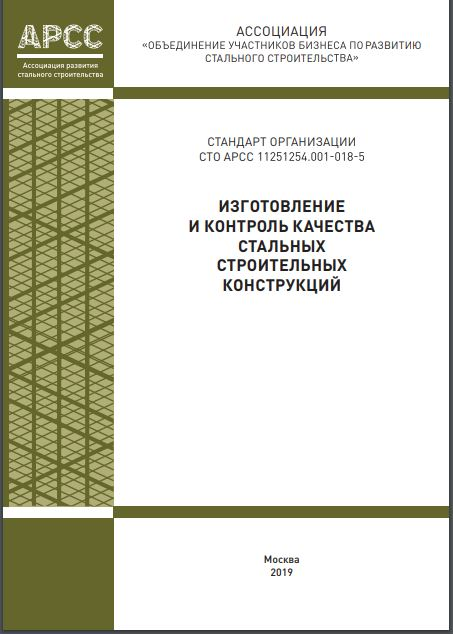 АРСС
Ассоциация развития
стального строительства
АССОЦИАЦИЯ
«ОБЪЕДИНЕНИЕ УЧАСТНИКОВ БИЗНЕСА ПО РАЗВИТИЮ
СТАЛЬНОГО СТРОИТЕЛЬСТВА»
СТАНДАРТ ОРГАНИЗАЦИИ
СТО АРСС 11251254.001-018-5
ИЗГОТОВЛЕНИЕ
И КОНТРОЛЬ КАЧЕСТВА
СТАЛЬНЫХ
СТРОИТЕЛЬНЫХ
КОНСТРУКЦИЙ
Москва
2019